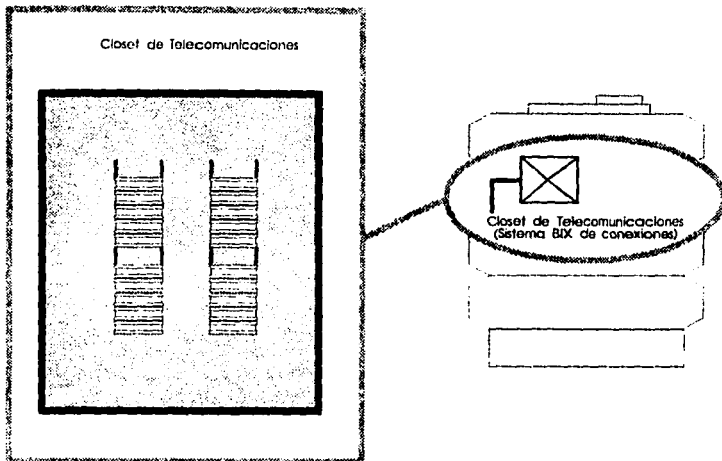 Closet de Telecomunicaciones
Closet de Telecomunicaciones
(Sistema BIX de conexiones)